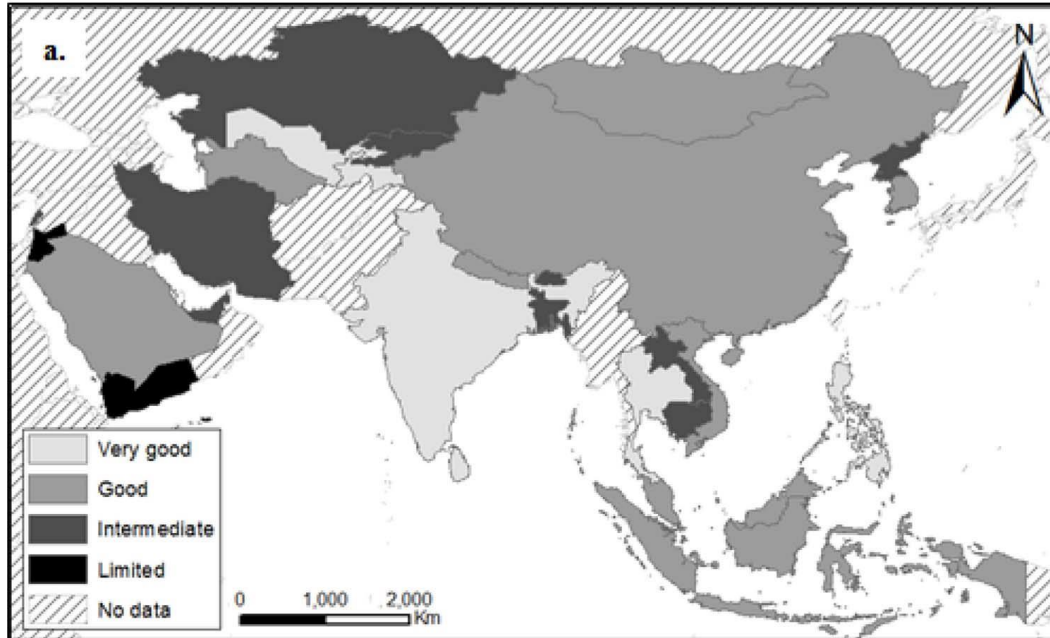 a.
N
Very good
Good
Intermediate
Limited
No data
0 1,000 2,000
Km